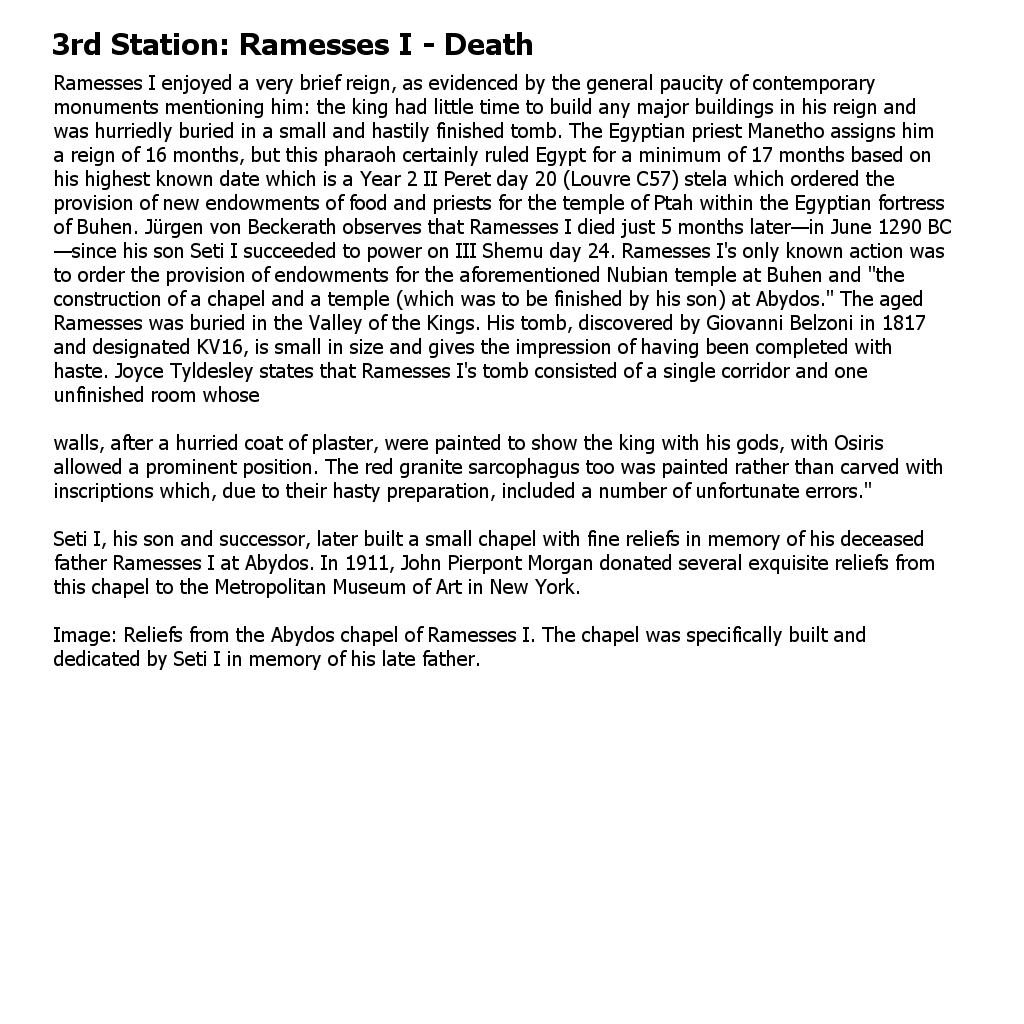 3rd Station: Ramesses I - Death
Ramesses I enjoyed a very brief reign, as evidenced by the general paucity of contemporary
monuments mentioning him: the king had little time to build any major buildings in his reign and
was hurriedly buried in a small and hastily finished tomb. The Egyptian priest Manetho assigns him
a reign of 16 months, but this pharaoh certainly ruled Egypt for a minimum of 17 months based on
his highest known date which is a Year 2 II Peret day 20 (Louvre C57) stela which ordered the
provision of new endowments of food and priests for the temple of Ptah within the Egyptian fortress
of Buhen. Jürgen von Beckerath observes that Ramesses I died just 5 months later—in June 1290 BC
—since his son Seti I succeeded to power on III Shemu day 24. Ramesses I's only known action was
to order the provision of endowments for the aforementioned Nubian temple at Buhen and "the
construction of a chapel and a temple (which was to be finished by his son) at Abydos." The aged
Ramesses was buried in the Valley of the Kings. His tomb, discovered by Giovanni Belzoni in 1817
and designated KV16, is small in size and gives the impression of having been completed with
haste. Joyce Tyldesley states that Ramesses I's tomb consisted of a single corridor and one
unfinished room whose
walls, after a hurried coat of plaster, were painted to show the king with his gods, with Osiris
allowed a prominent position. The red granite sarcophagus too was painted rather than carved with
inscriptions which, due to their hasty preparation, included a number of unfortunate errors."
Seti I, his son and successor, later built a small chapel with fine reliefs in memory of his deceased
father Ramesses I at Abydos. In 1911, John Pierpont Morgan donated several exquisite reliefs from
this chapel to the Metropolitan Museum of Art in New York.
Image: Reliefs from the Abydos chapel of Ramesses I. The chapel was specifically built and
dedicated by Seti I in memory of his late father.